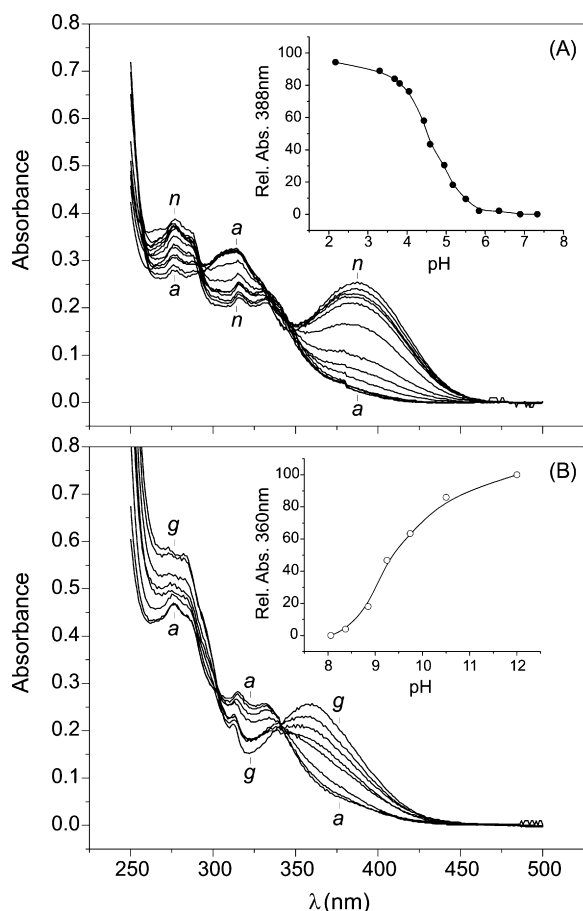 0.8
0.7
0.6
0.5
0.4
0.3
0.2
0.1
0.0
Absorbance
(A)
100
80
60
40
20
0
Rel. Abs. 388nm
2 3 4 5 6 7 8
pH
n
a
a
n
n
a
0.8
0.7
0.6
0.5
0.4
0.3
0.2
0.1
0.0
Absorbance
(B)
100
80
60
40
20
0
Rel. Abs. 360nm
8 9 10 11 12
pH
g
a
a
g
g
a
250 300 350 400 450 500
λ (nm)